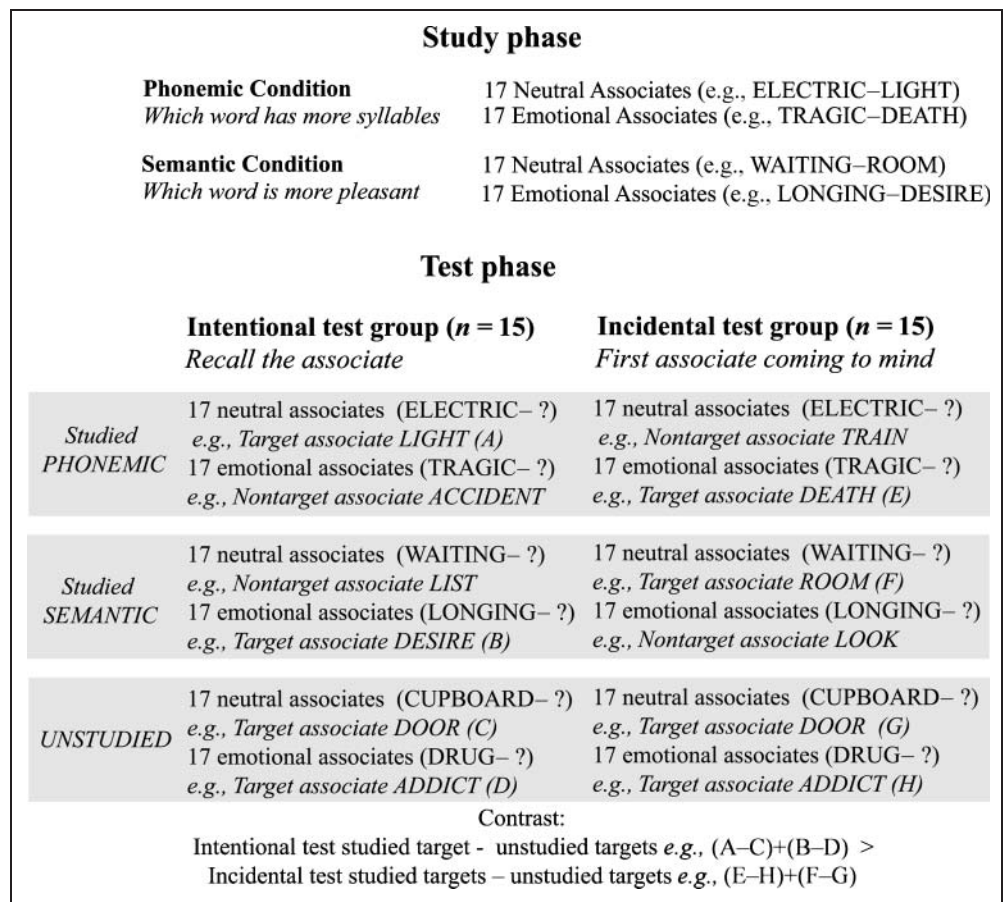 Study phase
Phonemic Condition 17 Neutral Associates (e.g., ELECTRIC–LIGHT)
Which word has more syllables 17 Emotional Associates (e.g., TRAGIC–DEATH)
Semantic Condition 17 Neutral Associates (e.g., WAITING–ROOM)
Which word is more pleasant 17 Emotional Associates (e.g., LONGING–DESIRE)
Test phase
Intentional test group (n = 15) Incidental test group (n = 15)
Recall the associate First associate coming to mind
17 neutral associates (ELECTRIC– ?) 17 neutral associates (ELECTRIC– ?)
Studied e.g., Target associate LIGHT (A) e.g., Nontarget associate TRAIN
PHONEMIC 17 emotional associates (TRAGIC– ?) 17 emotional associates (TRAGIC– ?)
e.g., Nontarget associate ACCIDENT e.g., Target associate DEATH (E)
17 neutral associates (WAITING– ?) 17 neutral associates (WAITING– ?)
Studied e.g., Nontarget associate LIST e.g., Target associate ROOM (F)
SEMANTIC 17 emotional associates (LONGING– ?) 17 emotional associates (LONGING– ?)
e.g., Target associate DESIRE (B) e.g., Nontarget associate LOOK
17 neutral associates (CUPBOARD– ?) 17 neutral associates (CUPBOARD– ?)
UNSTUDIED e.g., Target associate DOOR (C) e.g., Target associate DOOR (G)
17 emotional associates (DRUG– ?) 17 emotional associates (DRUG– ?)
e.g., Target associate ADDICT (D) e.g., Target associate ADDICT (H)
Contrast:
Intentional test studied target - unstudied targets e.g., (A–C)+(B–D) >
Incidental test studied targets – unstudied targets e.g., (E–H)+(F–G)